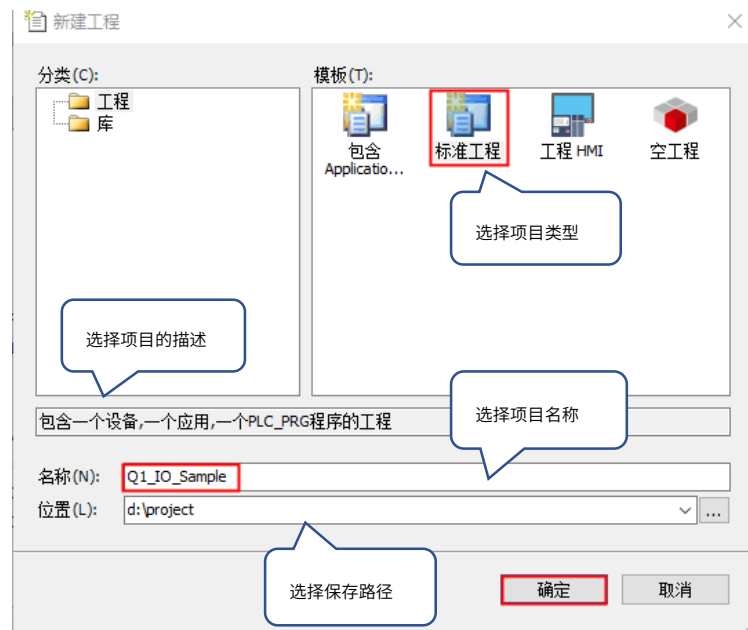 新建工程
分类(C):
模板(T):
工程
库
包含
Applicatio...
标准工程
工程 HMI
空工程
选择项目类型
选择项目的描述
选择项目名称
包含一个设备,一个应用,一个PLC_PRG程序的工程
名称(N):
Q1_IO_Sample
位置(L):
d:\project
...
选择保存路径
确定
取消